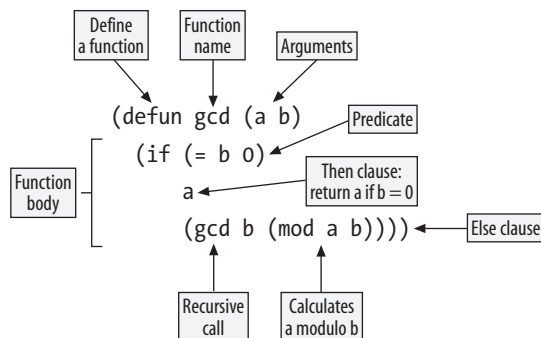 Define
a function
Function
name
Arguments
(defun gcd (a b)
(if (= b 0)
Predicate
Function
body
a
Then clause:
return a if b = 0
(gcd b (mod a b))))
Else clause
Recursive
call
Calculates
a modulo b